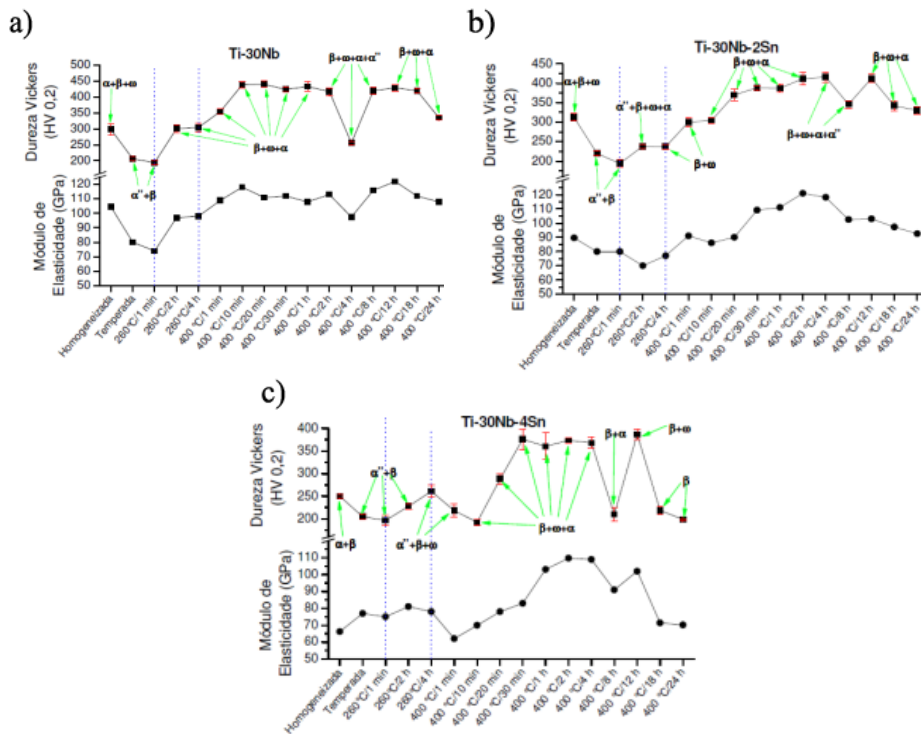 a)
Ti-30Nb
Dureza Vickers
(HV 0,2)
500
450
400
350
300
250
200
α+β+ω
α''+β
β+ω+α
β+ω+α+α''
β+ω+α
Módulo de
Elasticidade (GPa)
120
110
100
90
80
70
60
50
Homogeneizada
Temperada
260°C/1 min
260°C/2 h
260°C/4 h
400 °C/1 min
400 °C/10 min
400 °C/20 min
400 °C/30 min
400 °C/1 h
400 °C/2 h
400 °C/4 h
400 °C/8 h
400 °C/12 h
400 °C/18 h
400 °C/24 h
b)
Ti-30Nb-2Sn
Dureza Vickers
(HV 0,2)
450
400
350
300
250
200
α+β+ω
α''+β
α''+β+ω+α
β+ω
β+ω+α
β+ω+α+α''
β+ω+α
Módulo de
Elasticidade (GPa)
120
110
100
90
80
70
60
50
Homogeneizada
Temperada
260°C/1 min
260°C/2 h
260°C/4 h
400 °C/1 min
400 °C/10 min
400 °C/20 min
400 °C/30 min
400 °C/1 h
400 °C/2 h
400 °C/4 h
400 °C/8 h
400 °C/12 h
400 °C/18 h
400 °C/24 h
c)
Ti-30Nb-4Sn
Dureza Vickers
(HV 0,2)
400
350
300
250
200
α+β
α''+β
α''+β+ω
β+ω+α
β+α
β+ω
β
Módulo de
Elasticidade (GPa)
110
100
90
80
70
60
50
Homogeneizada
Temperada
260°C/1 min
260°C/2 h
260°C/4 h
400 °C/1 min
400 °C/10 min
400 °C/20 min
400 °C/30 min
400 °C/1 h
400 °C/2 h
400 °C/4 h
400 °C/8 h
400 °C/12 h
400 °C/18 h
400 °C/24 h